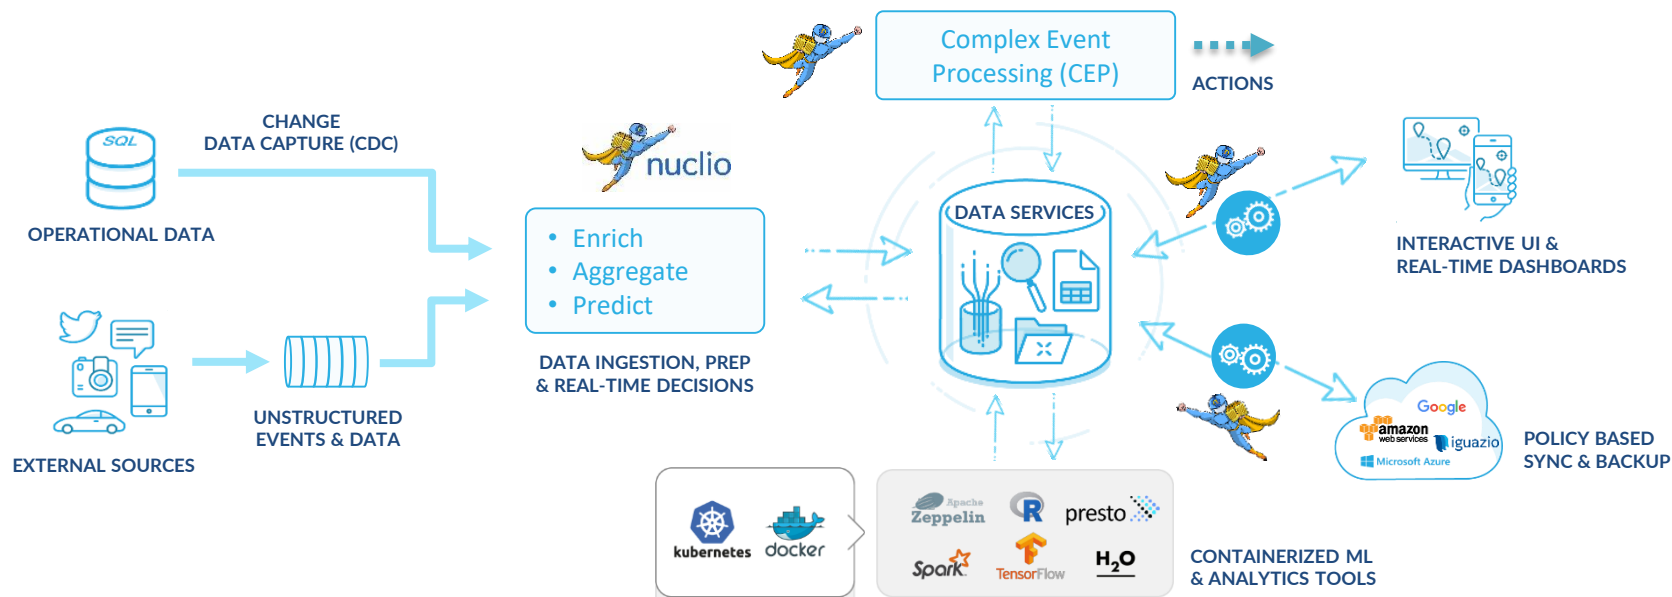 Complex Event
Processing (CEP)
ACTIONS
CHANGE
DATA CAPTURE (CDC)
SQL
OPERATIONAL DATA
nuclio
• Enrich
• Aggregate
• Predict
DATA INGESTION, PREP
& REAL-TIME DECISIONS
UNSTRUCTURED
EVENTS & DATA
EXTERNAL SOURCES
DATA SERVICES
INTERACTIVE UI &
REAL-TIME DASHBOARDS
Google
amazon
web services
iguazio
Microsoft Azure
POLICY BASED
SYNC & BACKUP
kubernetes
docker
Apache
Zeppelin
R
presto
Spark
TensorFlow
H2O
CONTAINERIZED ML
& ANALYTICS TOOLS